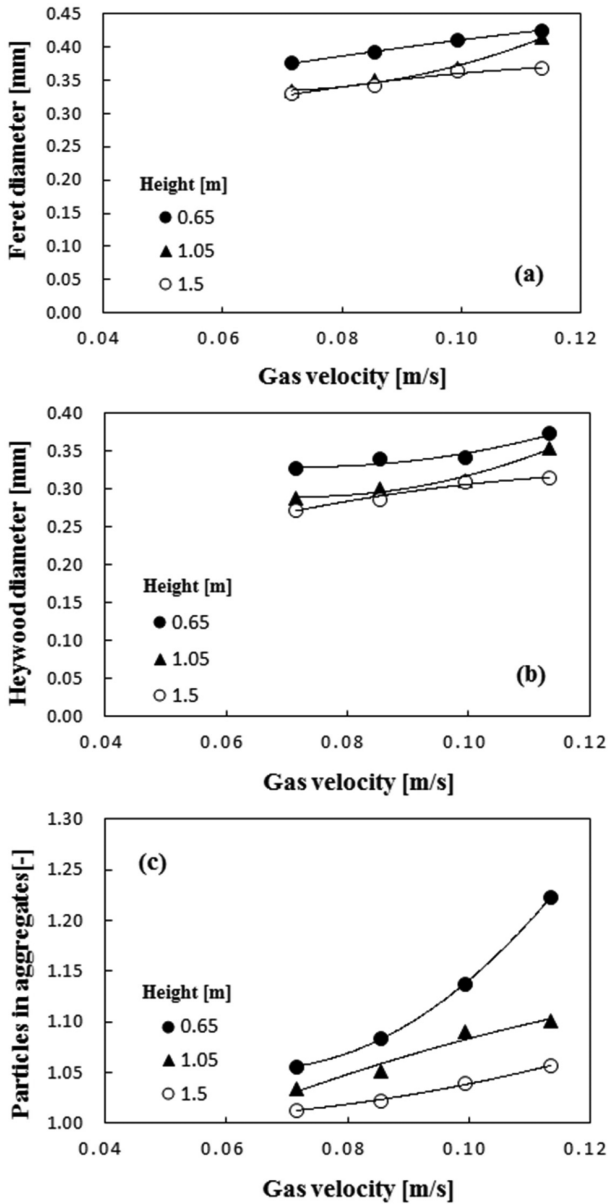 0.45
0.40
0.35
0.30
0.25
0.20
0.15
0.10
0.05
0.00
Feret diameter [mm]
Height [m]
0.65
1.05
1.5
(a)
0.04 0.06 0.08 0.10 0.12
Gas velocity [m/s]
0.40
0.35
0.30
0.25
0.20
0.15
0.10
0.05
0.00
Heywood diameter [mm]
Height [m]
0.65
1.05
1.5
(b)
0.04 0.06 0.08 0.10 0.12
Gas velocity [m/s]
1.30
1.25
1.20
1.15
1.10
1.05
1.00
Particles in aggregates[-]
(c)
Height [m]
0.65
1.05
1.5
0.04 0.06 0.08 0.10 0.12
Gas velocity [m/s]